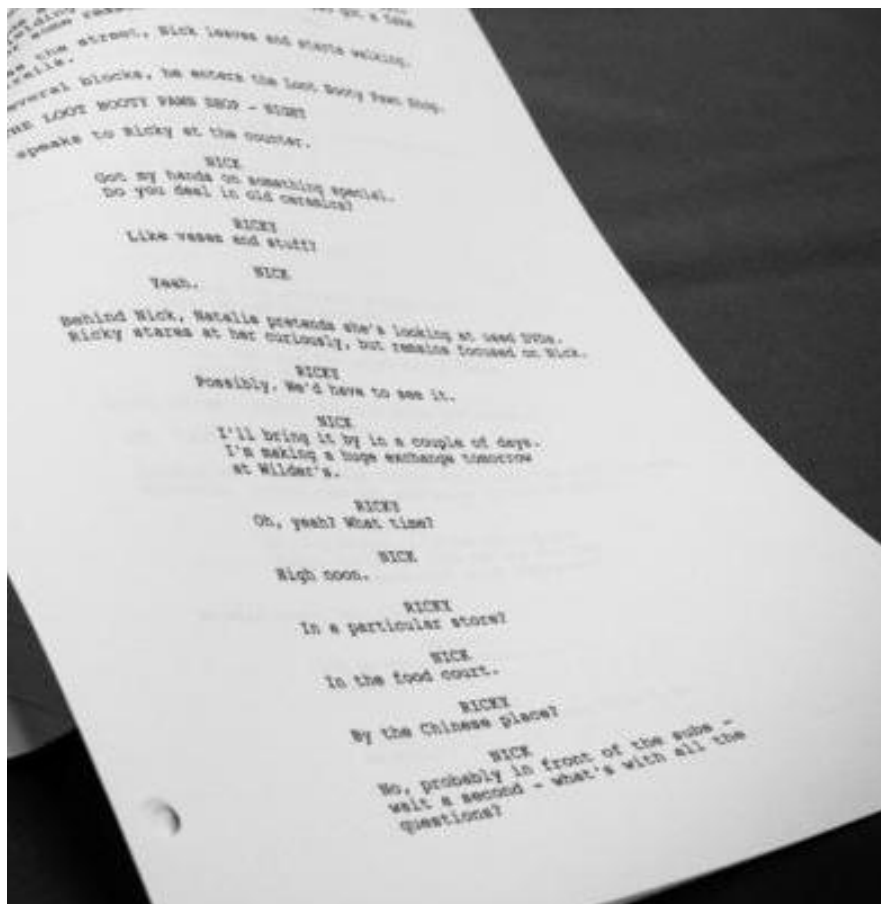 got a fake
the street, Nick leaves and starts walking.
several blocks, he enters the Loot Booty Pawn Shop.
THE LOOT BOOTY PAWN SHOP - NIGHT
speaks to Ricky at the counter.
NICK
Got my hands on something special.
Do you deal in old ceramics?
RICKY
Like vases and stuff?
NICK
Yeah.
Behind Nick, Natalie pretends she's looking at used DVDs.
Ricky stares at her curiously, but remains focused on Nick.
RICKY
Possibly. We'd have to see it.
NICK
I'll bring it by in a couple of days.
I'm making a huge exchange tomorrow
at Wilder's.
RICKY
Oh, yeah? What time?
NICK
High noon.
RICKY
In a particular store?
NICK
In the food court.
RICKY
By the Chinese place?
NICK
No, probably in front of the subs -
wait a second - what's with all the
questions?